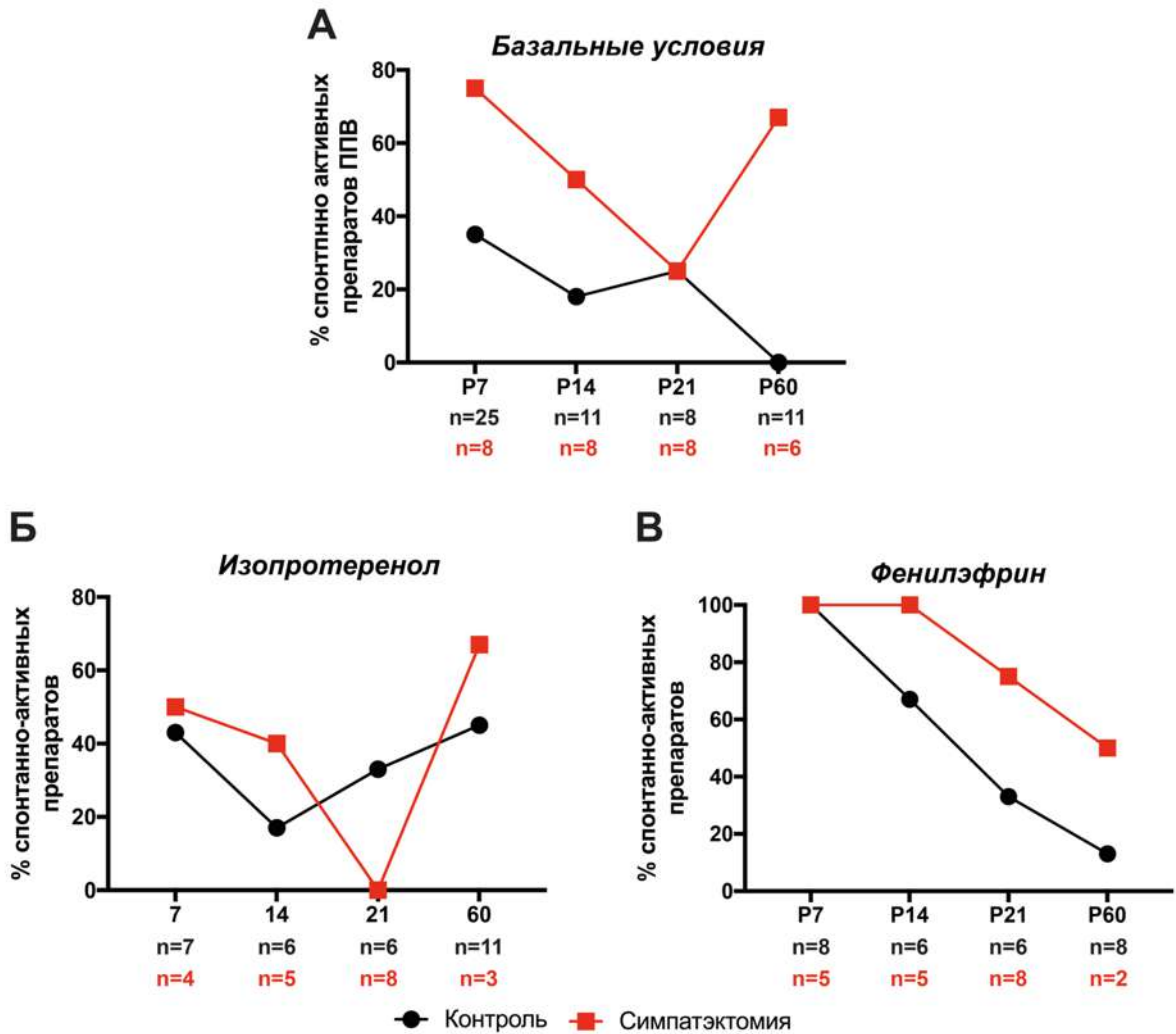 А
Базальные условия
% спонтпнно активных
препаратов ППВ
80
60
40
20
0
P7 P14 P21 P60
n=25 n=11 n=8 n=11
n=8 n=8 n=8 n=6
Б
Изопротеренол
% спонтанно-активных
препаратов
80
60
40
20
0
7 14 21 60
n=7 n=6 n=6 n=11
n=4 n=5 n=8 n=3
В
Фенилэфрин
% спонтанно-активных
препаратов
100
80
60
40
20
0
P7 P14 P21 P60
n=8 n=6 n=6 n=8
n=5 n=5 n=8 n=2
Контроль Симпатэктомия